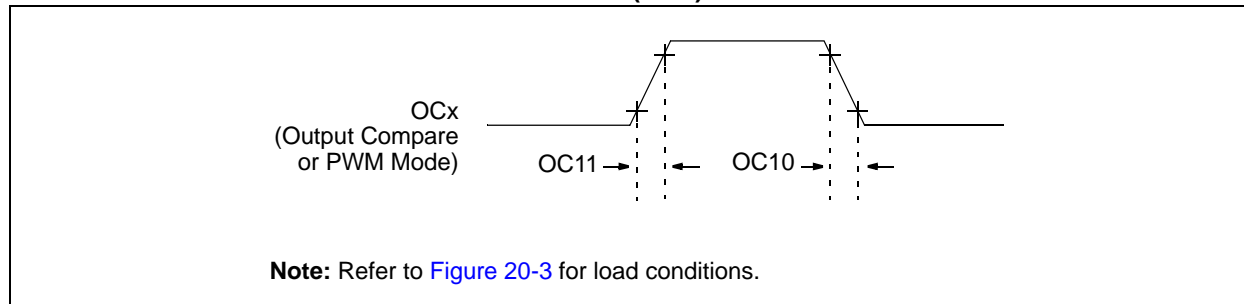 OCx
(Output Compare
or PWM Mode)
OC11
OC10
Note: Refer to Figure 20-3 for load conditions.